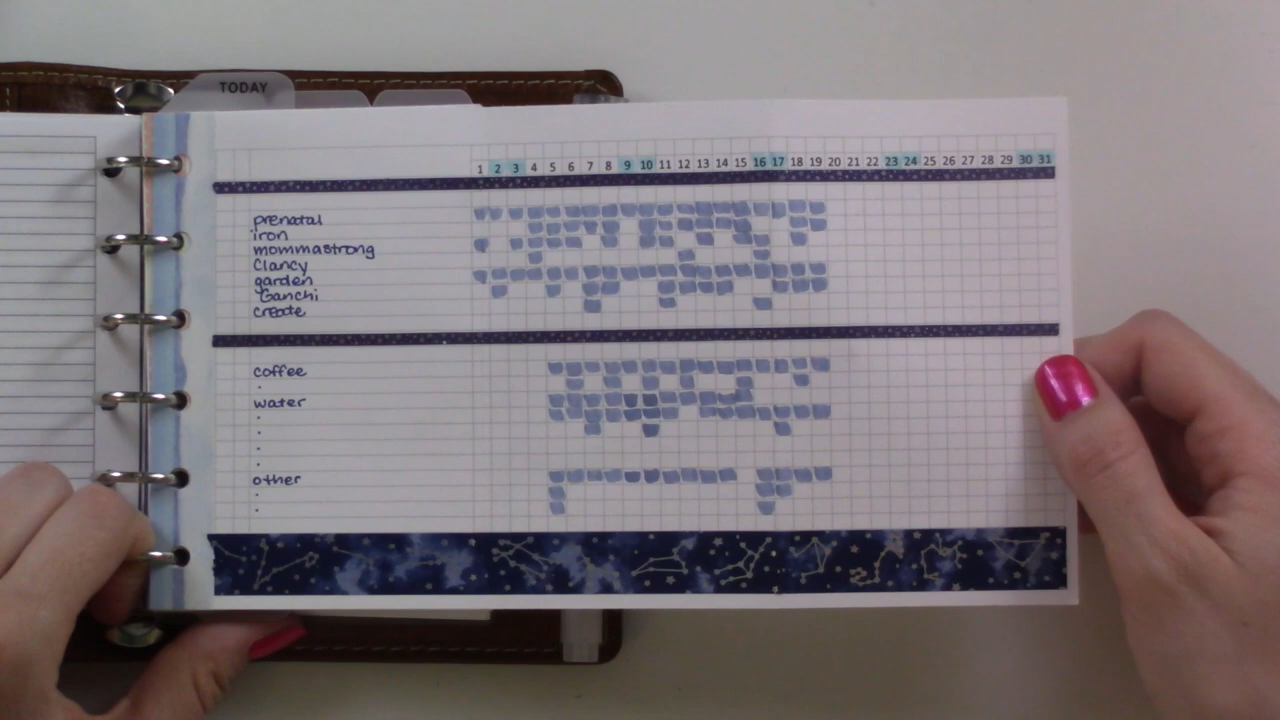 TODAY
1 2 3 4 5 6 7 8 9 10 11 12 13 14 15 16 17 18 19 20 21 22 23 24 25 26 27 28 29 30 31
prenatal
iron
mommastrong
Clancy
garden
Ganchi
create
coffee
water
other